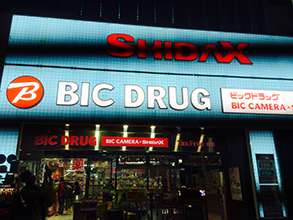 SHIDAX
B BIC DRUG
ビックドラッグ
BIC CAMERA×
BIC DRUG BIC CAMERA×SHIDAX